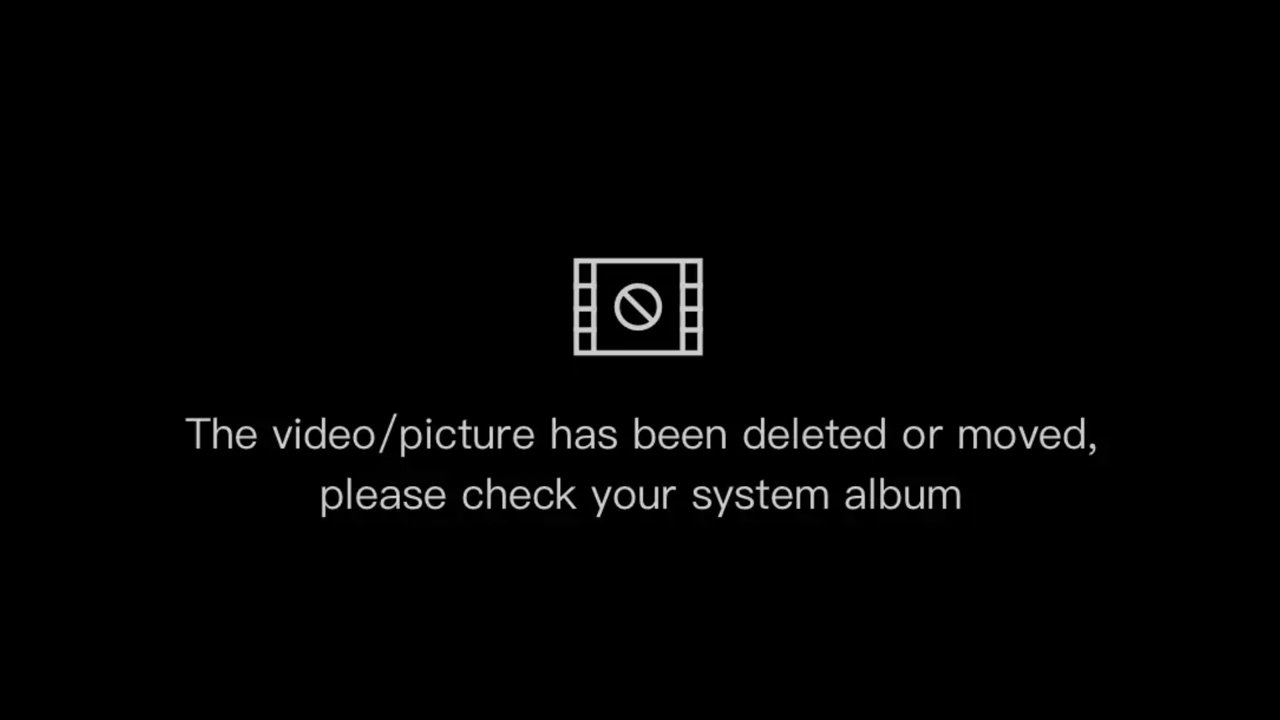 The video/picture has been deleted or moved,
please check your system album